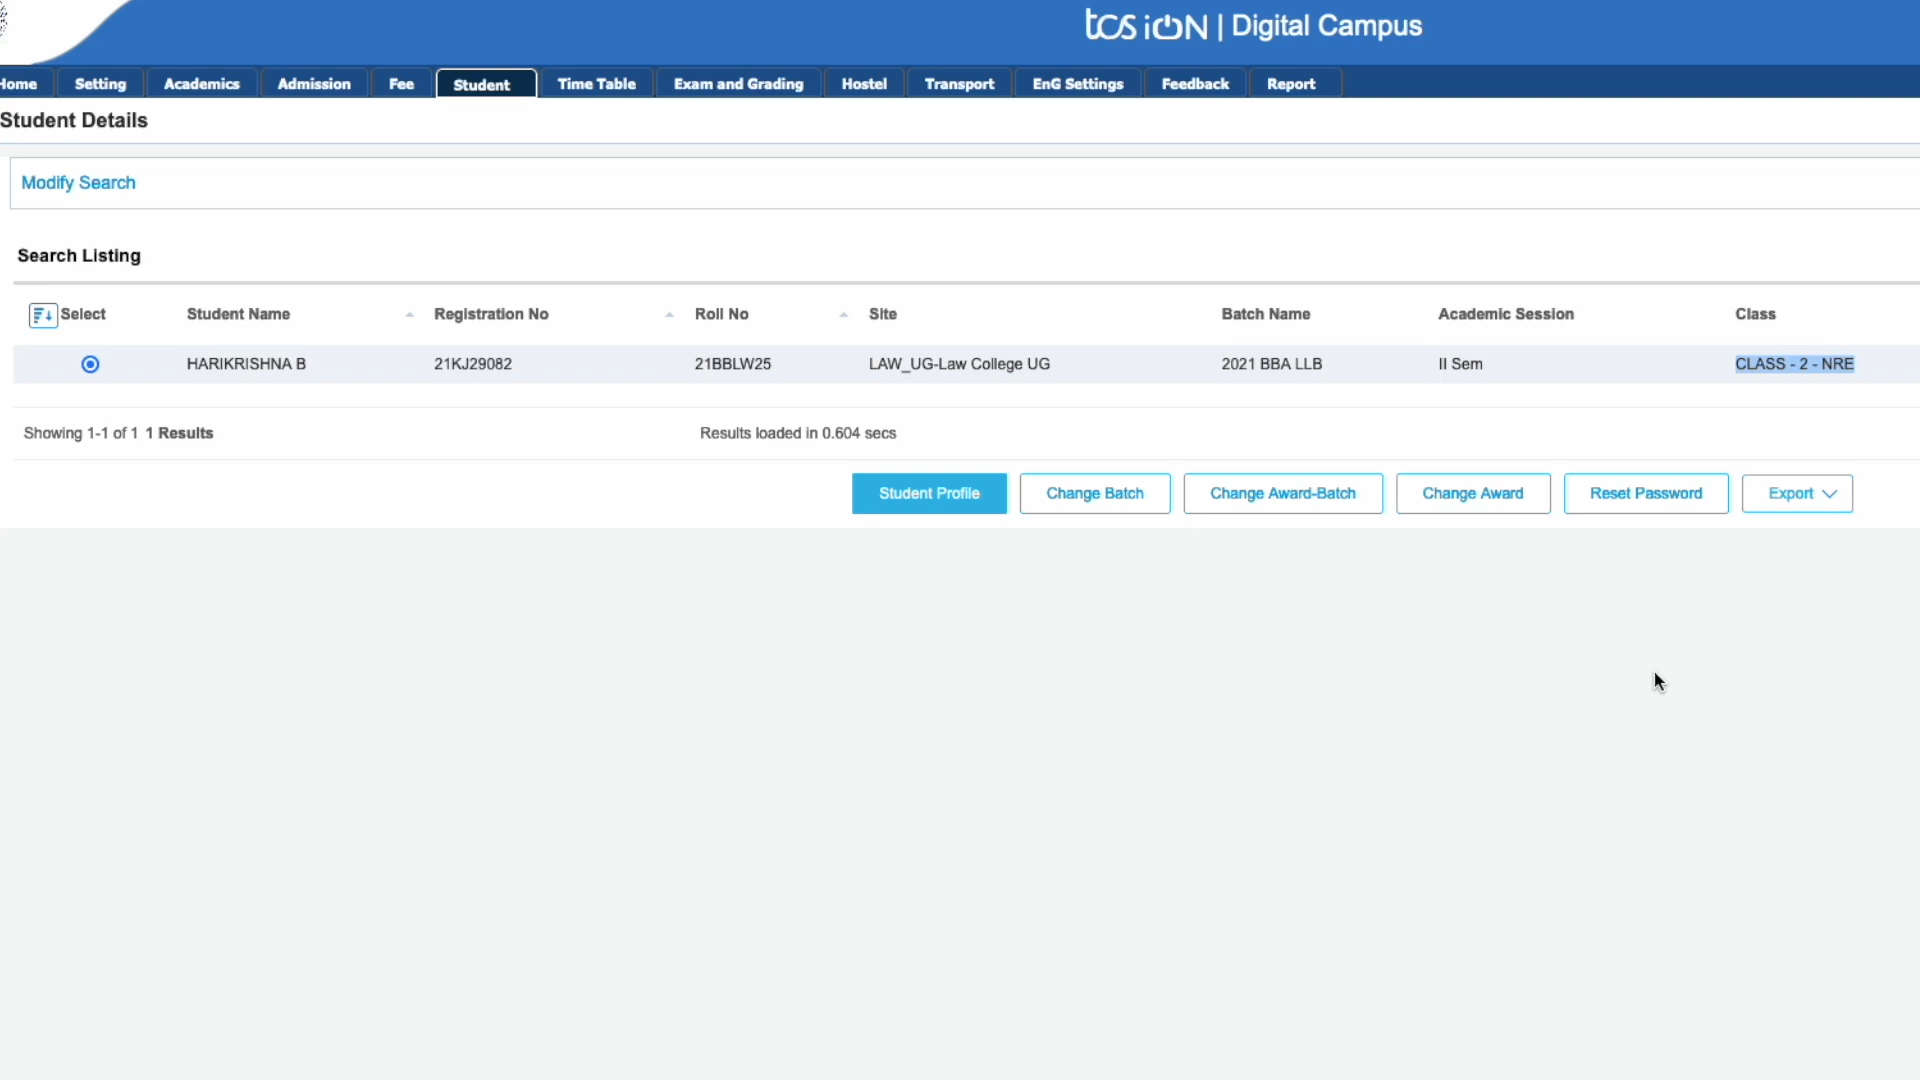 tcs iON | Digital Campus
Home Setting Academics Admission Fee Student Time Table Exam and Grading Hostel Transport EnG Settings Feedback Report
Student Details
Modify Search
Search Listing
Select Student Name Registration No Roll No Site Batch Name Academic Session Class
HARIKRISHNA B 21KJ29082 21BBLW25 LAW_UG-Law College UG 2021 BBA LLB II Sem CLASS - 2 - NRE
Showing 1-1 of 1 1 Results Results loaded in 0.604 secs
Student Profile Change Batch Change Award-Batch Change Award Reset Password Export